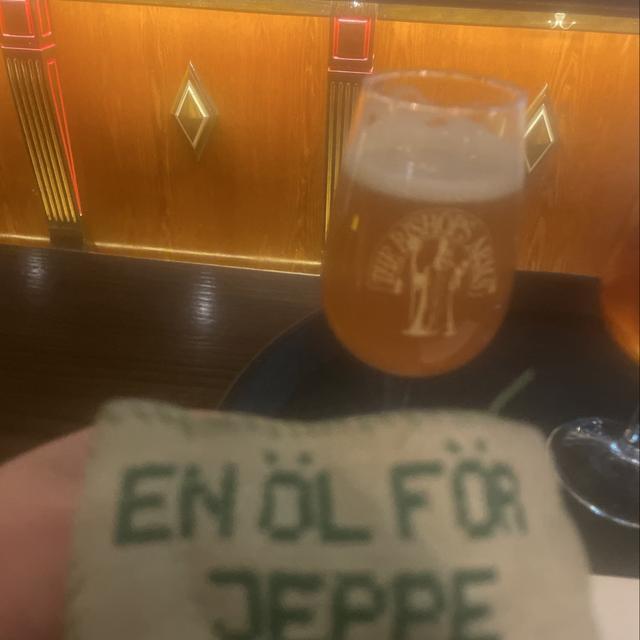 THE BISHOPS ARMS
EN ÖL FÖR
JEPPE